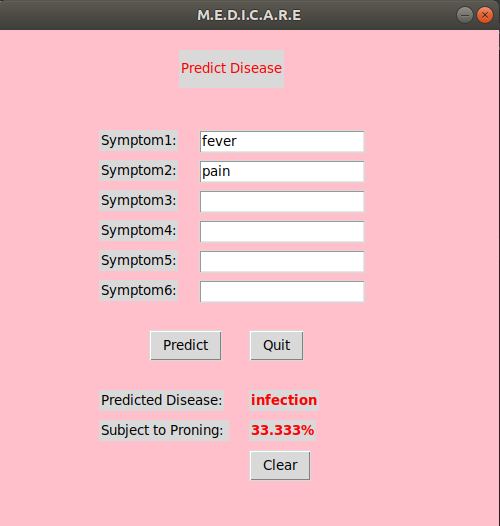 M.E.D.I.C.A.R.E
Predict Disease
Symptom1: fever
Symptom2: pain
Symptom3:
Symptom4:
Symptom5:
Symptom6:
Predict Quit
Predicted Disease: infection
Subject to Proning: 33.333%
Clear